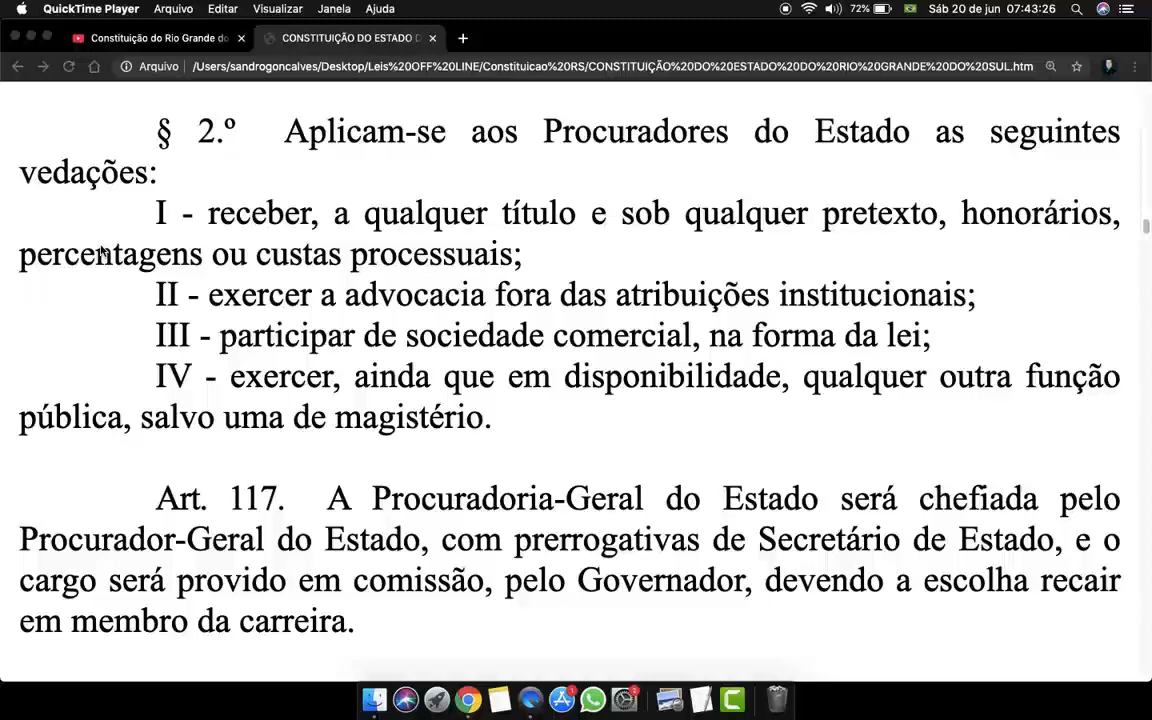 QuickTime Player Arquivo Editar Visualizar Janela Ajuda 72% Sáb 20 de jun 07:43:26
Constituição do Rio Grande do × CONSTITUIÇÃO DO ESTADO D × +
Arquivo /Users/sandrogoncalves/Desktop/Leis%20OFF%20LINE/Constituicao%20RS/CONSTITUIÇÃO%20DO%20ESTADO%20DO%20RIO%20GRANDE%20DO%20SUL.htm
§ 2.º Aplicam-se aos Procuradores do Estado as seguintes
vedações:
I - receber, a qualquer título e sob qualquer pretexto, honorários,
percentagens ou custas processuais;
II - exercer a advocacia fora das atribuições institucionais;
III - participar de sociedade comercial, na forma da lei;
IV - exercer, ainda que em disponibilidade, qualquer outra função
pública, salvo uma de magistério.
Art. 117. A Procuradoria-Geral do Estado será chefiada pelo
Procurador-Geral do Estado, com prerrogativas de Secretário de Estado, e o
cargo será provido em comissão, pelo Governador, devendo a escolha recair
em membro da carreira.